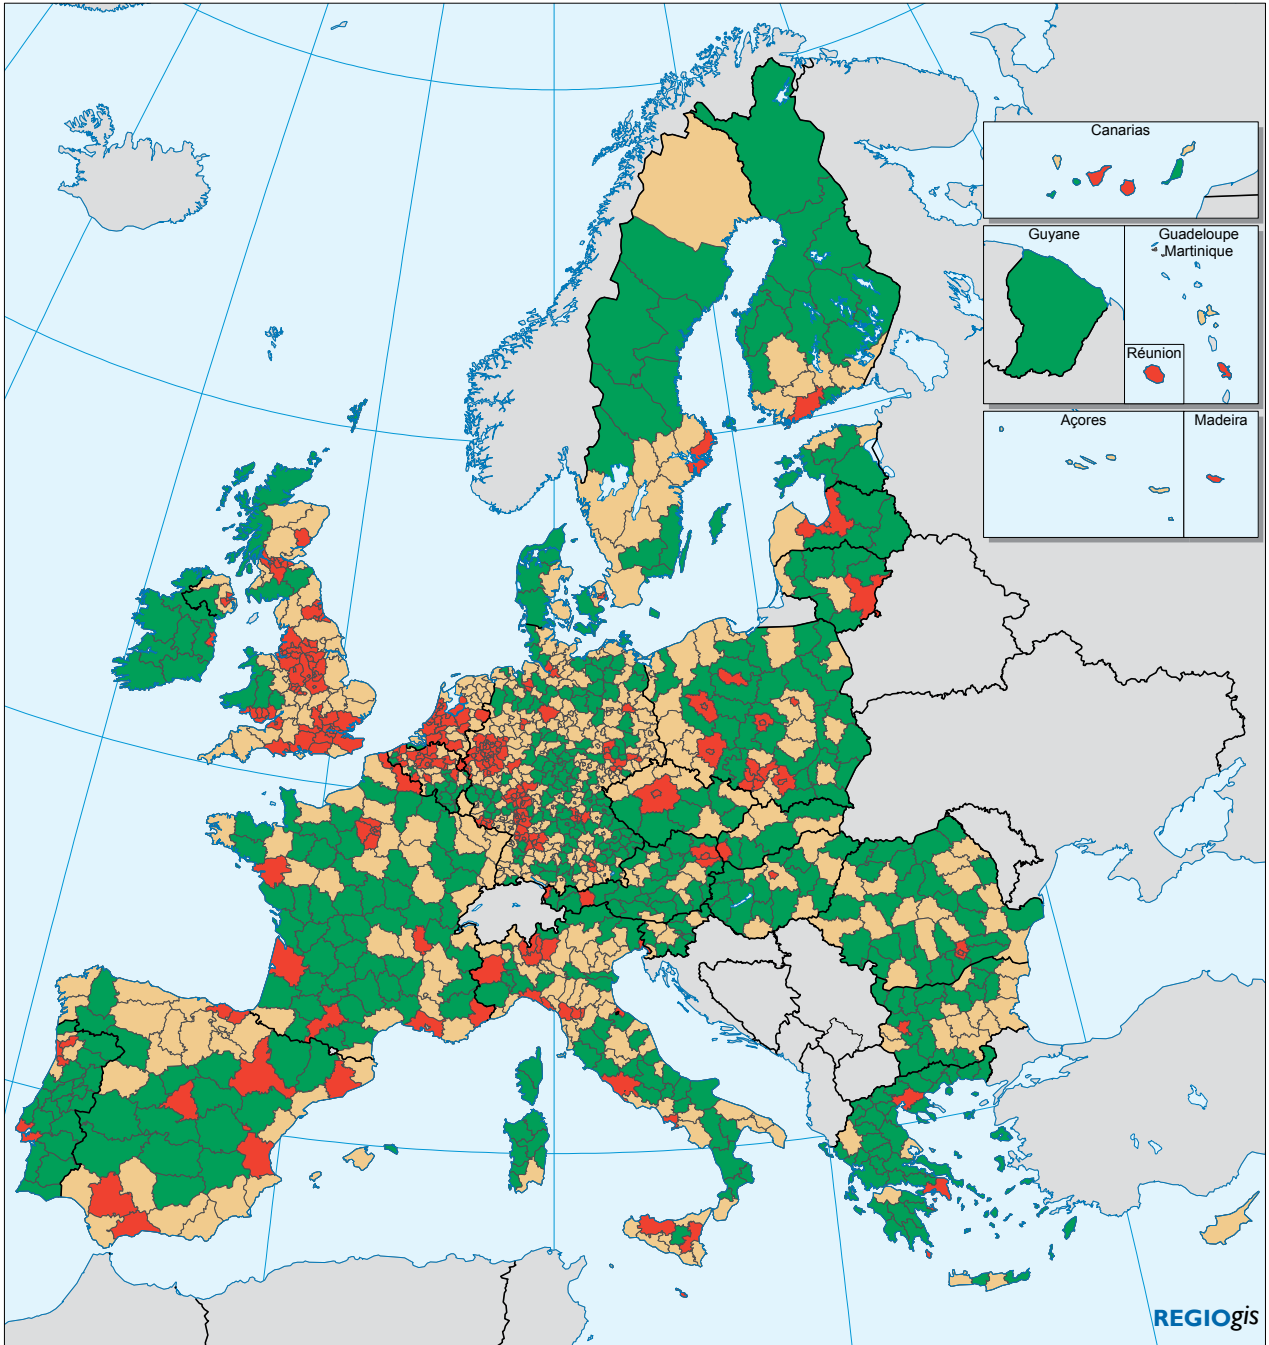 Canarias
Guyane
Guadeloupe
Martinique
Réunion
Açores
Madeira
REGIOgis